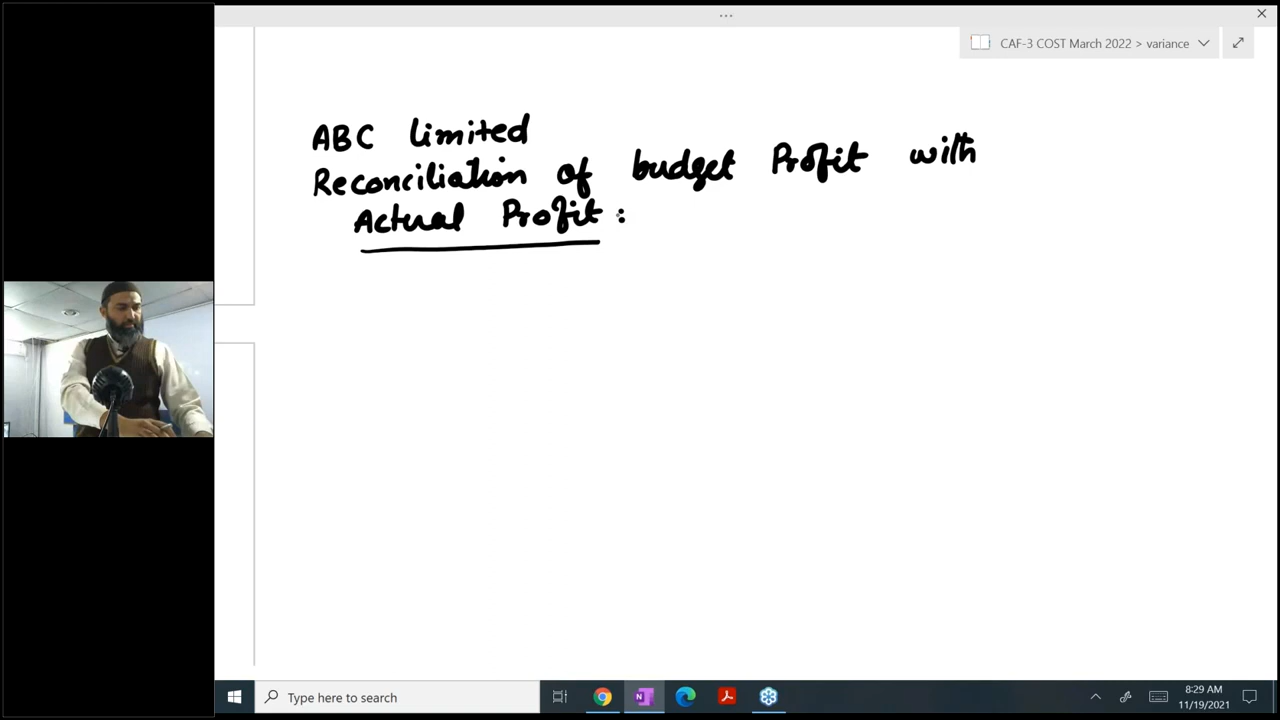 CAF-3 COST March 2022 > variance
ABC limited
Reconciliation of budget Profit with
Actual Profit:
Type here to search
8:29 AM
11/19/2021